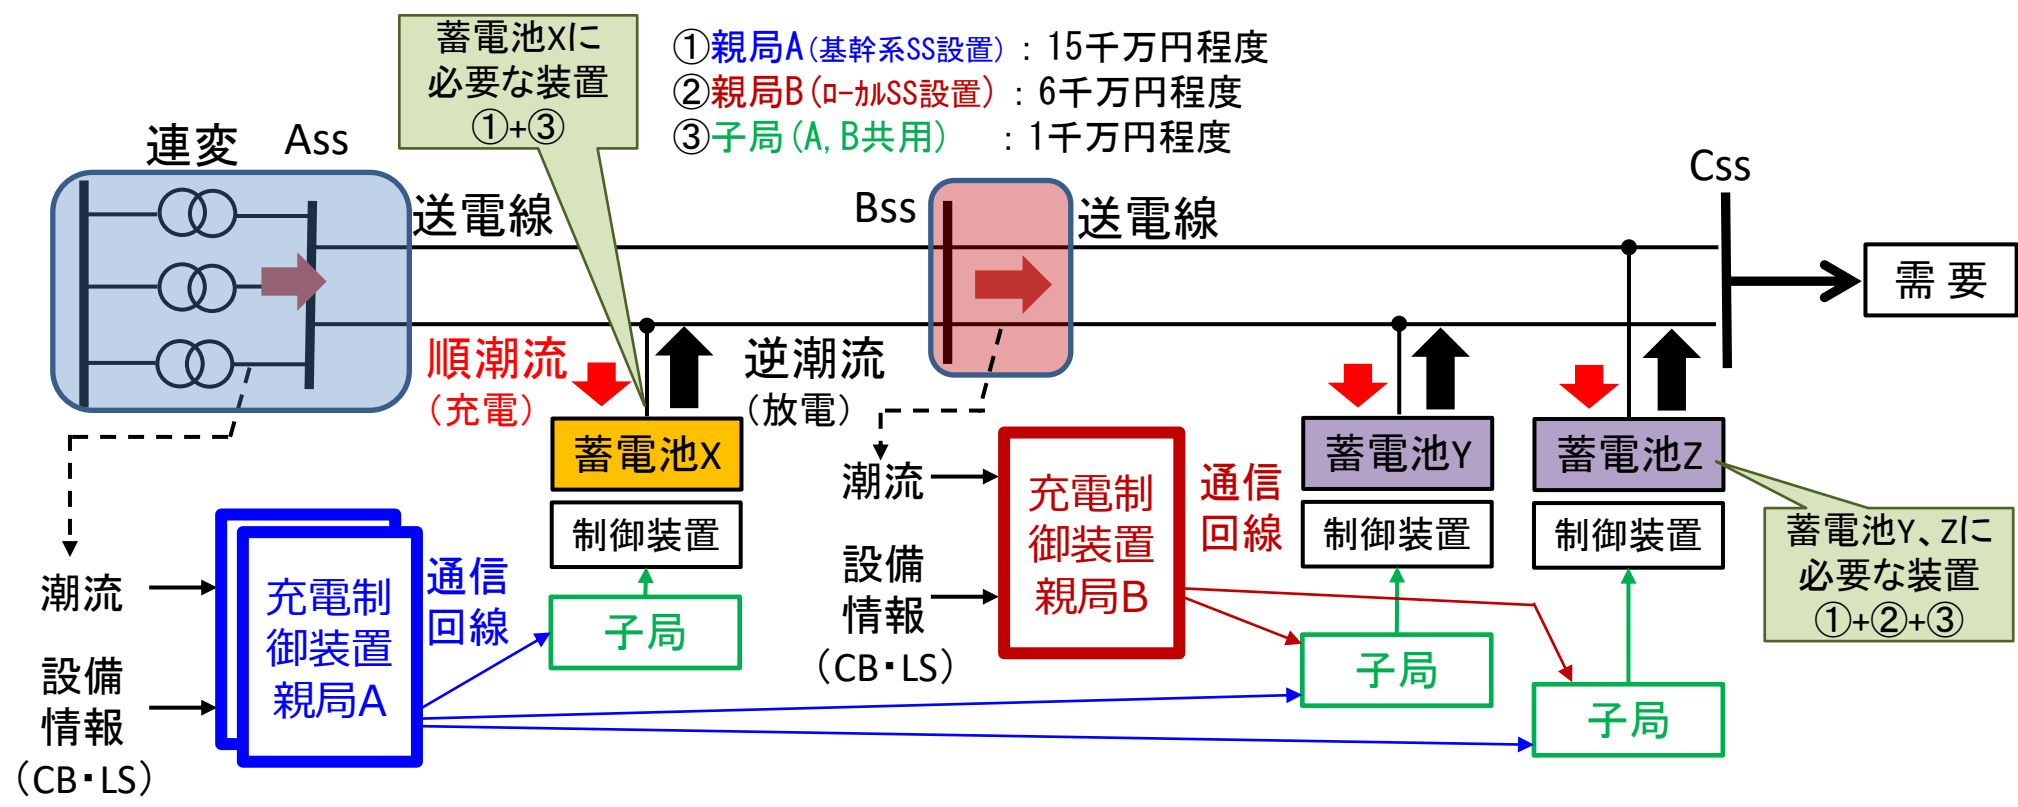 蓄電池Xに
必要な装置
①+③
①親局A(基幹系SS設置)：15千万円程度
②親局B(ﾛｰｶﾙSS設置)：6千万円程度
③子局(A,B共用)：1千万円程度
連変
Ass
送電線
Bss
送電線
Css
需要
順潮流
(充電)
逆潮流
(放電)
蓄電池X
制御装置
子局
潮流
設備
情報
(CB・LS)
充電制
御装置
親局A
通信
回線
潮流
設備
情報
(CB・LS)
充電制
御装置
親局B
通信
回線
蓄電池Y
制御装置
子局
蓄電池Z
制御装置
子局
蓄電池Y、Zに
必要な装置
①+②+③